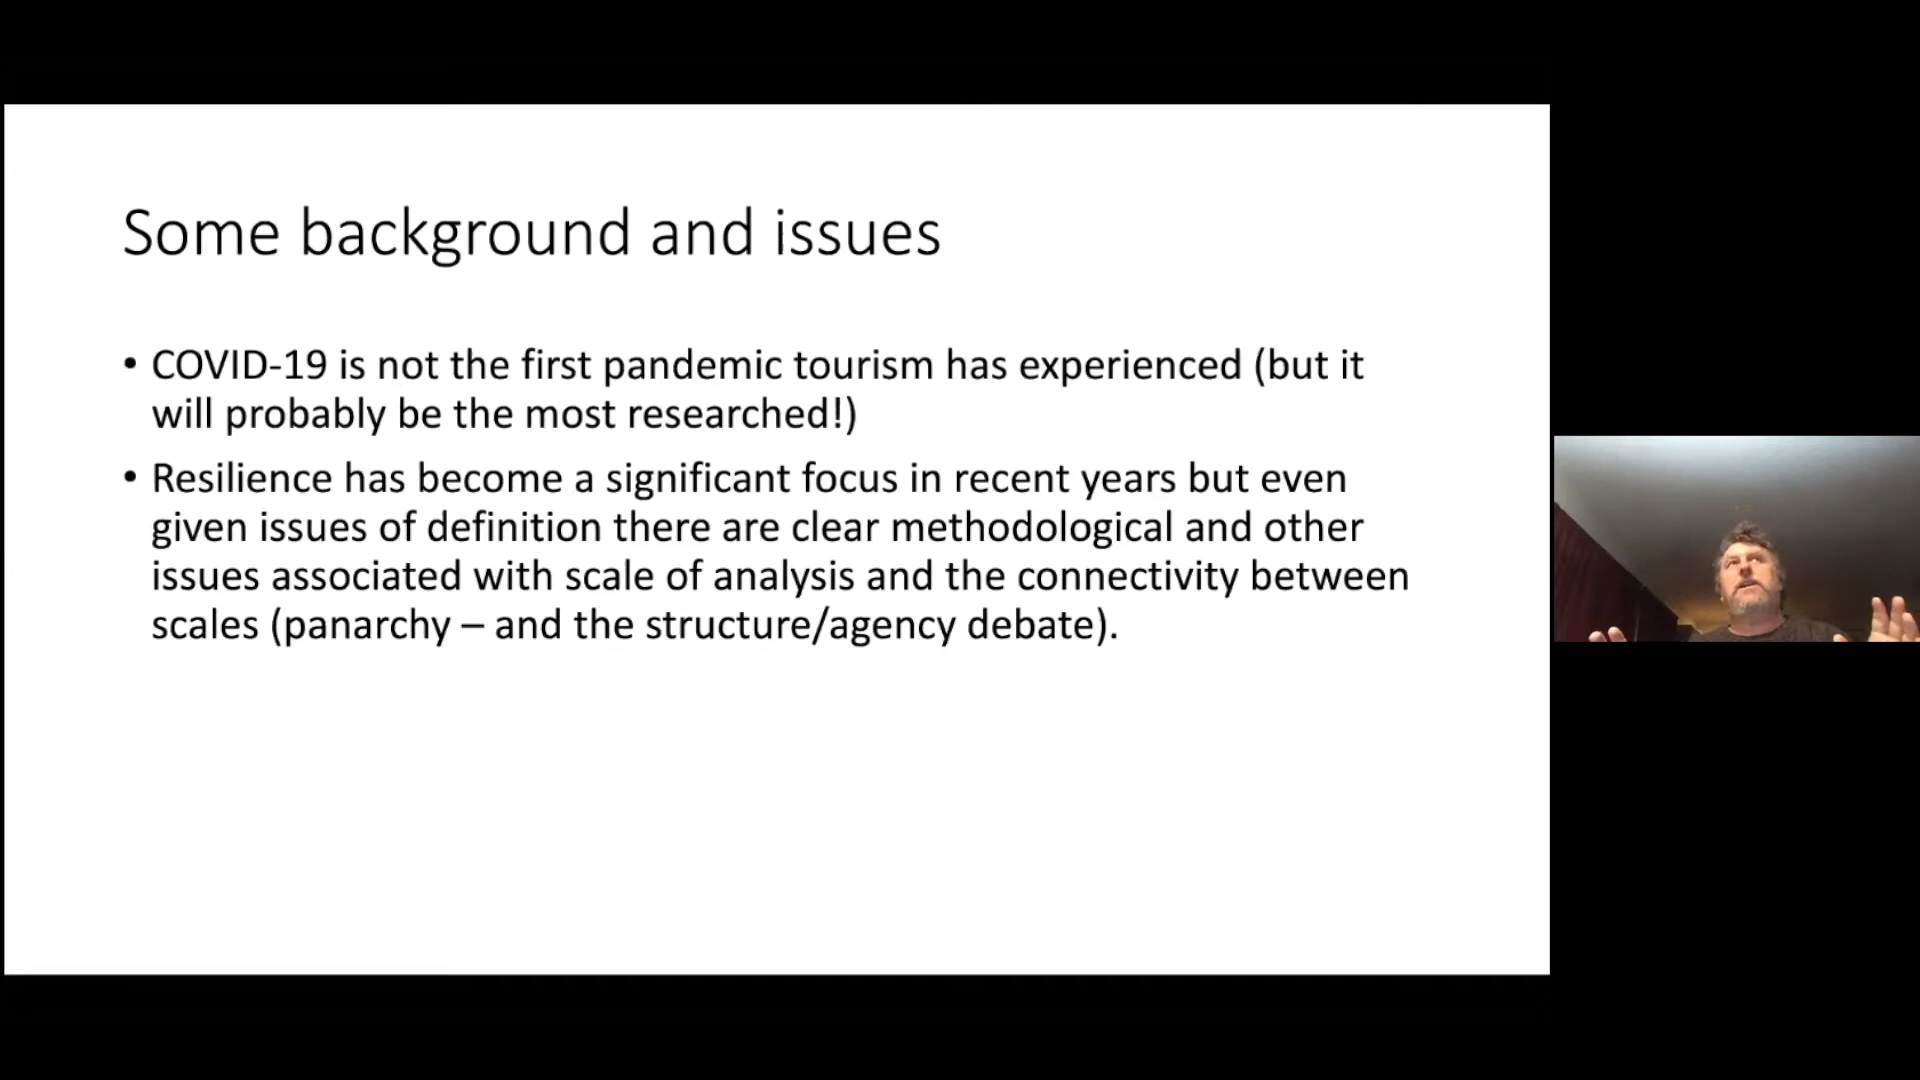 Some background and issues
• COVID-19 is not the first pandemic tourism has experienced (but it
will probably be the most researched!)
• Resilience has become a significant focus in recent years but even
given issues of definition there are clear methodological and other
issues associated with scale of analysis and the connectivity between
scales (panarchy – and the structure/agency debate).